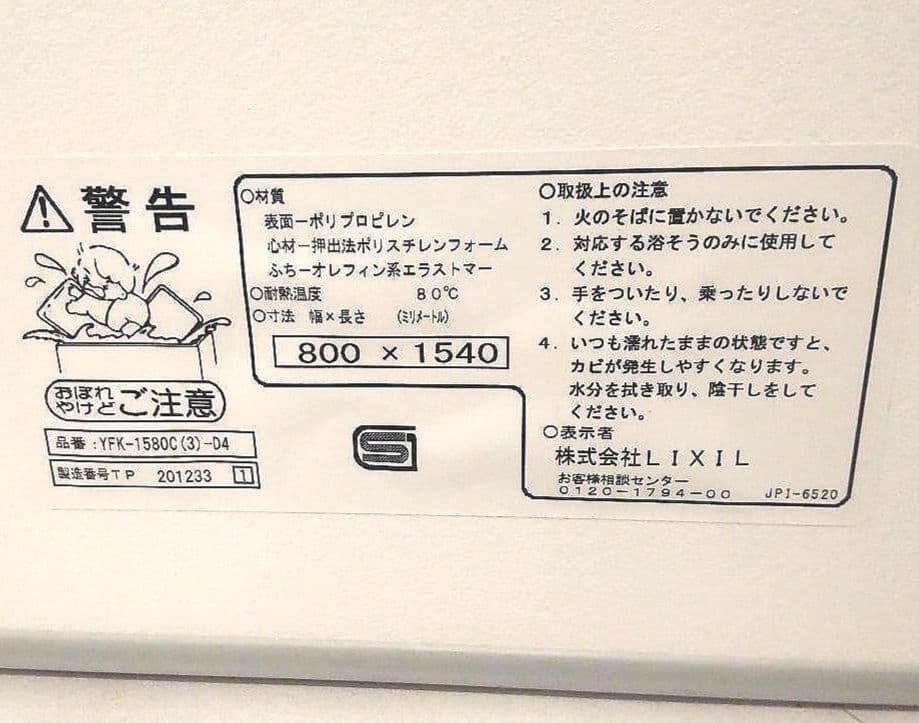 警告
おぼれ
やけど ご注意
品番:YFK-1580C(3)-D4
製造番号TP 201233 1
○材質
表面ーポリプロピレン
心材ー押出法ポリスチレンフォーム
ふちーオレフィン系エラストマー
○耐熱温度 80℃
○寸法 幅×長さ (ミリメートル)
800 × 1540
S
○取扱上の注意
1. 火のそばに置かないでください。
2. 対応する浴そうのみに使用して
ください。
3. 手をついたり、乗ったりしないで
ください。
4. いつも濡れたままの状態ですと、
カビが発生しやすくなります。
水分を拭き取り、陰干しをして
ください。
○表示者
株式会社LIXIL
お客様相談センター
0120-1794-00 JPI-6520